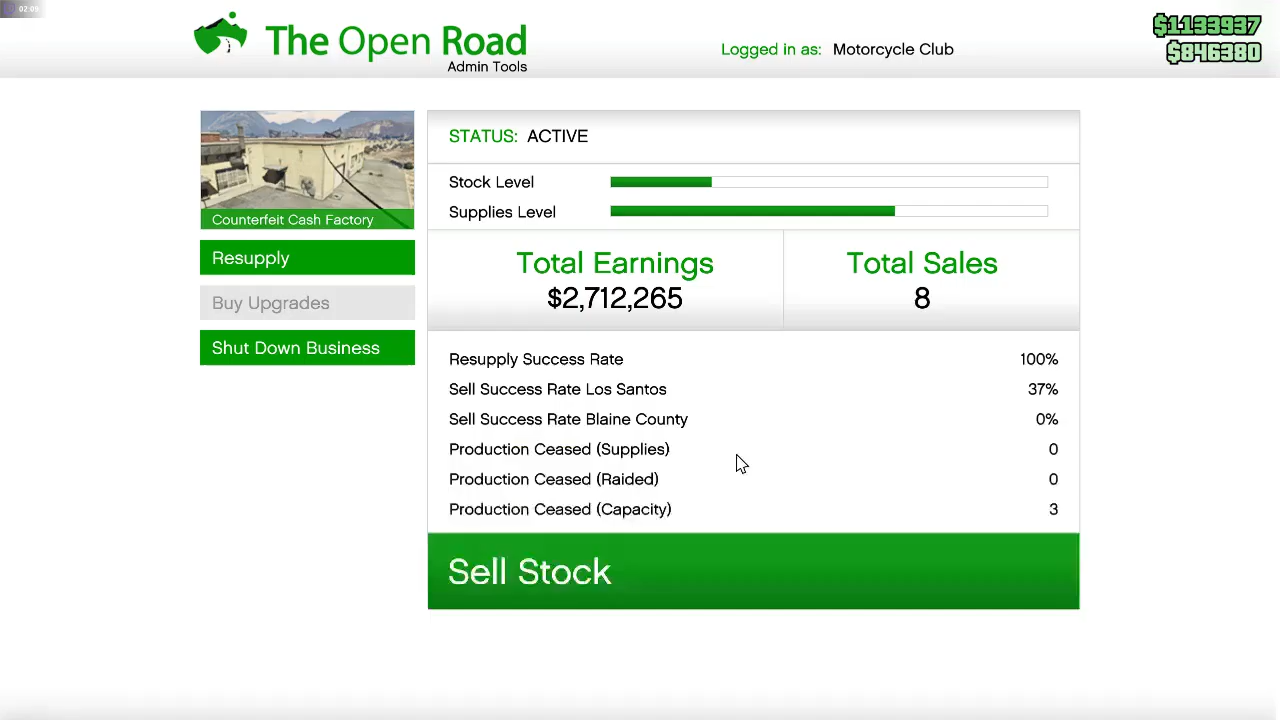 02:09
The Open Road
Admin Tools
Logged in as: Motorcycle Club
$1133937
$846380
Counterfeit Cash Factory
Resupply
Buy Upgrades
Shut Down Business
STATUS: ACTIVE
Stock Level
Supplies Level
Total Earnings
$2,712,265
Total Sales
8
Resupply Success Rate 100%
Sell Success Rate Los Santos 37%
Sell Success Rate Blaine County 0%
Production Ceased (Supplies) 0
Production Ceased (Raided) 0
Production Ceased (Capacity) 3
Sell Stock